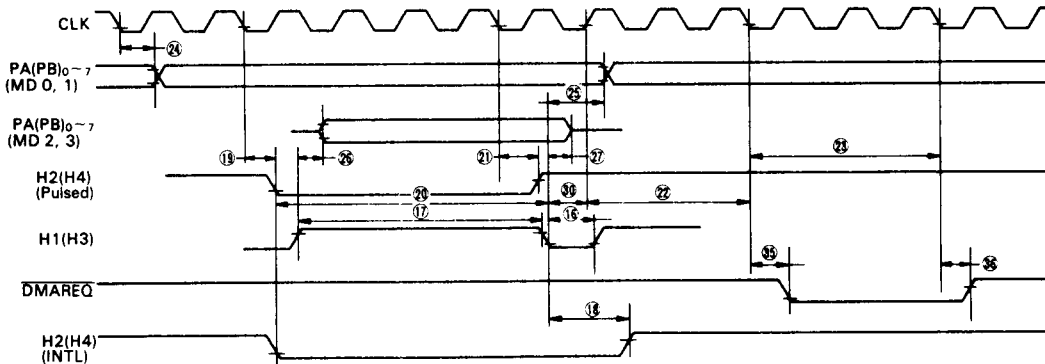 CLK
㉔
PA(PB)0~7
(MD 0, 1)
㉕
PA(PB)0~7
(MD 2, 3)
⑲ ㉖ ㉑ ㉗ ㉓
H2(H4)
(Pulsed)
⑳ ㉚ ㉒
⑰ ⑯
H1(H3)
㉟ ㊱
DMAREQ
⑱
H2(H4)
(INTL)